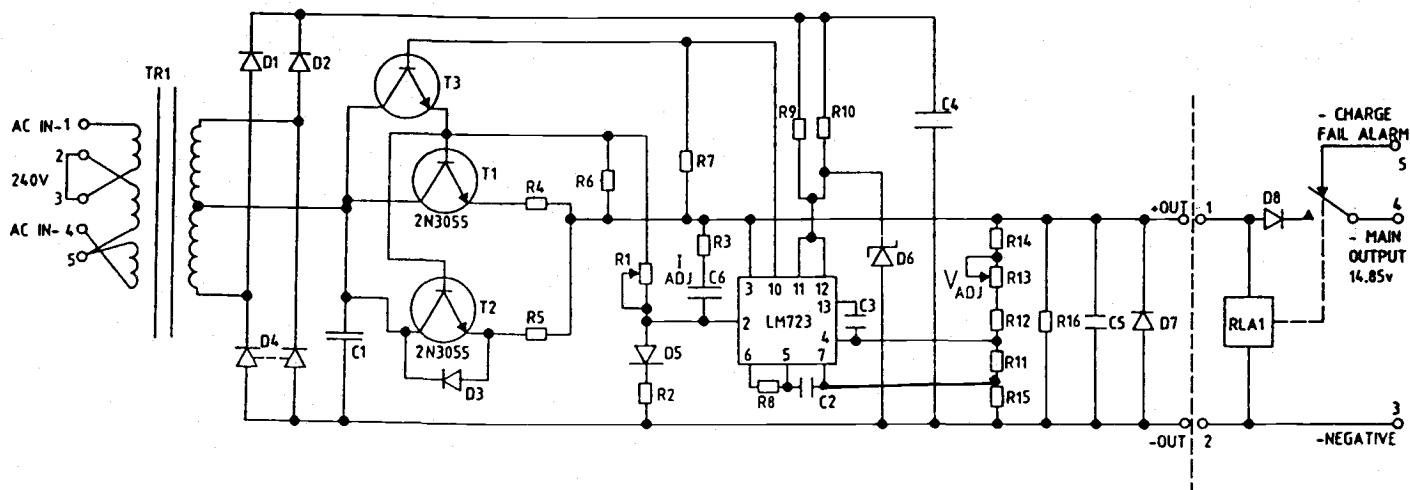 TR1
AC IN-1
2
240V
3
AC IN-4
5
D1
D2
D4
T3
T1
2N3055
T2
2N3055
C1
D3
R4
R5
R6
R7
R1
I
ADJ
R3
C6
D5
R2
R9
R10
C4
D6
3
10
11
12
13
2
LM723
4
6
5
7
C3
R8
C2
R14
R13
V
ADJ
R12
R11
R15
R16
C5
D7
+OUT
-OUT
1
2
D8
RLA1
- CHARGE
FAIL ALARM
5
4
- MAIN
OUTPUT
14.85v
3
-NEGATIVE